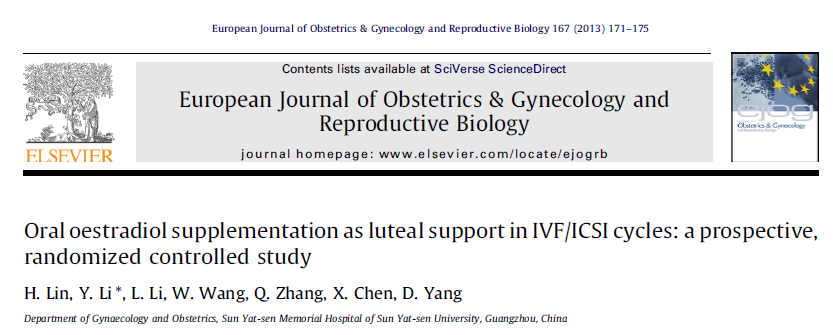 European Journal of Obstetrics & Gynecology and Reproductive Biology 167 (2013) 171–175
Contents lists available at SciVerse ScienceDirect
European Journal of Obstetrics & Gynecology and
Reproductive Biology
journal homepage: www.elsevier.com/locate/ejogrb
ELSEVIER
ejog
Obstetrics & Gynecology
and Reproductive Biology
Oral oestradiol supplementation as luteal support in IVF/ICSI cycles: a prospective,
randomized controlled study
H. Lin, Y. Li *, L. Li, W. Wang, Q. Zhang, X. Chen, D. Yang
Department of Gynaecology and Obstetrics, Sun Yat-sen Memorial Hospital of Sun Yat-sen University, Guangzhou, China